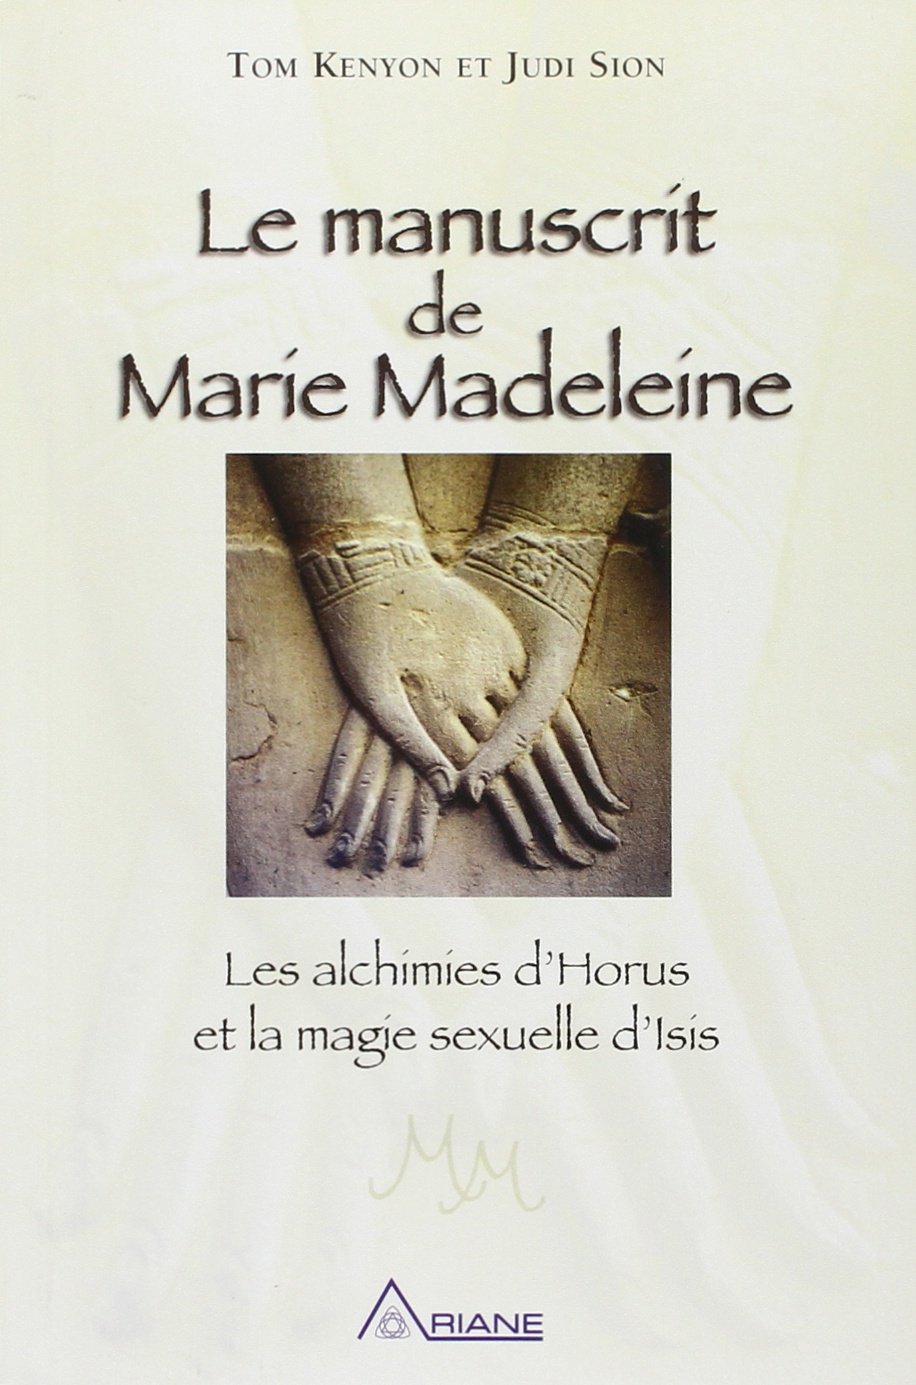 TOM KENYON ET JUDI SION
Le manuscrit
de
Marie Madeleine
Les alchimies d'Horus
et la magie sexuelle d'Isis
MM
ARIANE